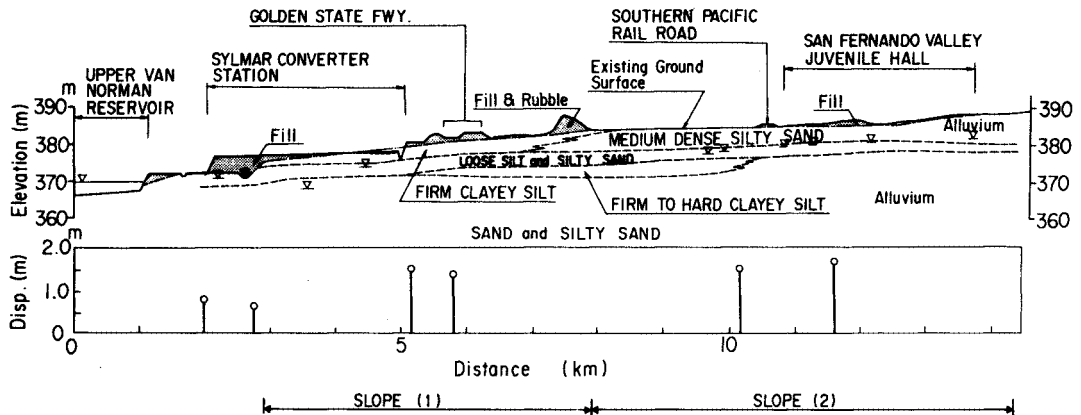 GOLDEN STATE FWY.
SOUTHERN PACIFIC
RAIL ROAD
SAN FERNANDO VALLEY
JUVENILE HALL
SYLMAR CONVERTER
STATION
UPPER VAN
NORMAN
RESERVOIR
Existing Ground
Surface
Fill & Rubble
Fill
Fill
Alluvium
m
390
380
370
360
Elevation (m)
390
380
370
360
MEDIUM DENSE SILTY SAND
LOOSE SILT and SILTY SAND
FIRM CLAYEY SILT
FIRM TO HARD CLAYEY SILT
Alluvium
SAND and SILTY SAND
m
2.0
1.0
0
Disp. (m)
0
5
10
Distance (km)
SLOPE (1)
SLOPE (2)